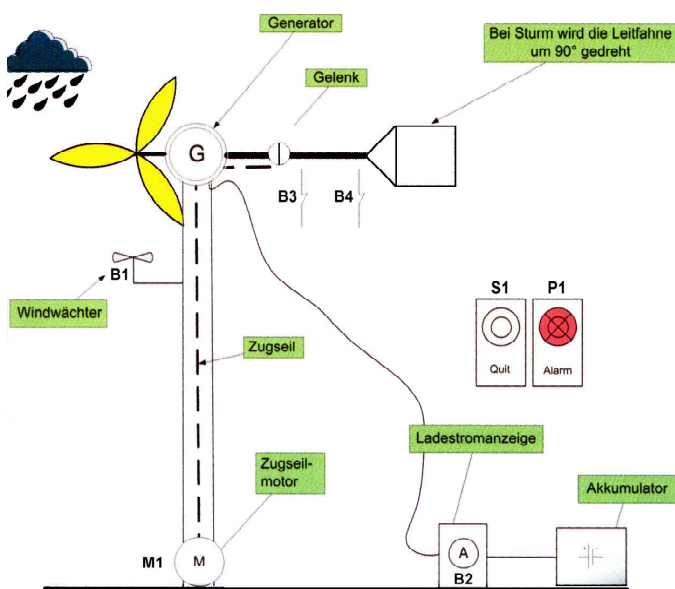 Generator
Bei Sturm wird die Leitfahne
um 90° gedreht
Gelenk
G
B3
B4
B1
Windwächter
S1
P1
Quit
Alarm
Zugseil
Ladestromanzeige
Zugseil-
motor
Akkumulator
M1
M
A
B2